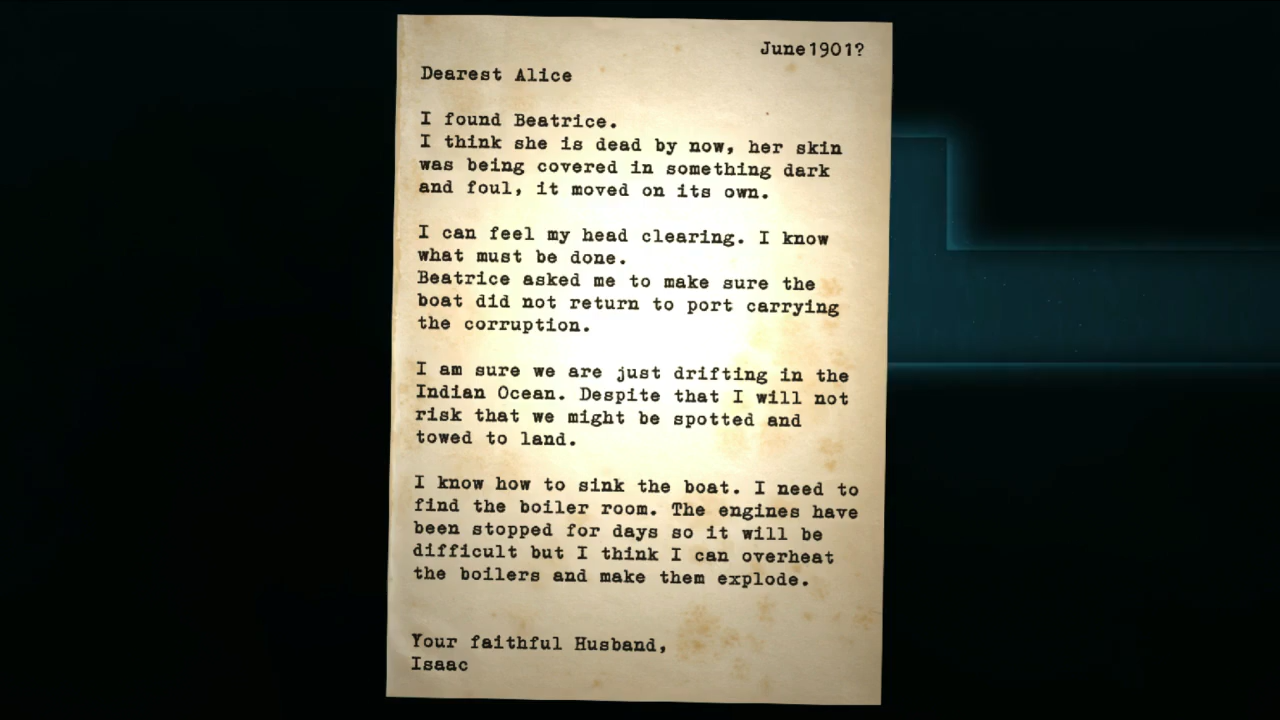 June1901?
Dearest Alice
I found Beatrice.
I think she is dead by now, her skin
was being covered in something dark
and foul, it moved on its own.
I can feel my head clearing. I know
what must be done.
Beatrice asked me to make sure the
boat did not return to port carrying
the corruption.
I am sure we are just drifting in the
Indian Ocean. Despite that I will not
risk that we might be spotted and
towed to land.
I know how to sink the boat. I need to
find the boiler room. The engines have
been stopped for days so it will be
difficult but I think I can overheat
the boilers and make them explode.
Your faithful Husband,
Isaac